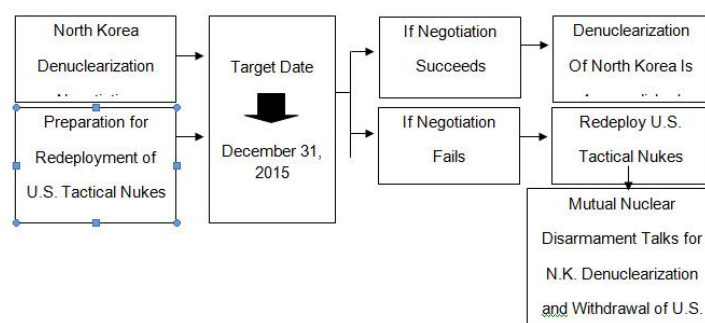 North Korea
Denuclearization
Preparation for
Redeployment of
U.S. Tactical Nukes
Target Date
December 31,
2015
If Negotiation
Succeeds
If Negotiation
Fails
Denuclearization
Of North Korea Is
Redeploy U.S.
Tactical Nukes
Mutual Nuclear
Disarmament Talks for
N.K. Denuclearization
and Withdrawal of U.S.